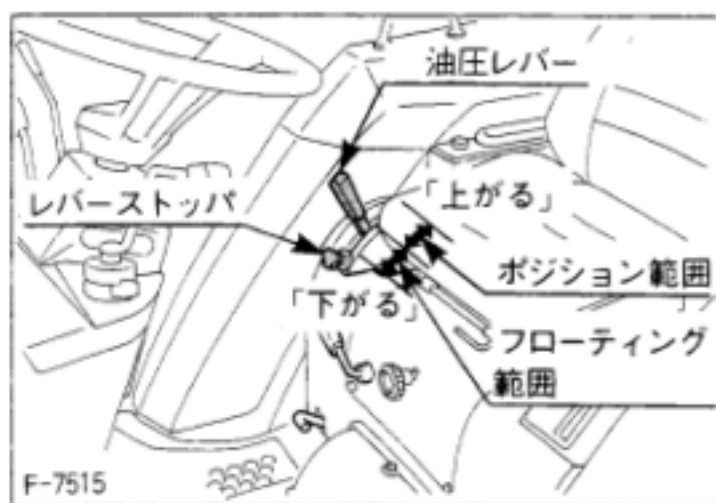 油圧レバー
レバーストッパ
「上がる」
ポジション範囲
「下がる」
フローティング
範囲
F-7515